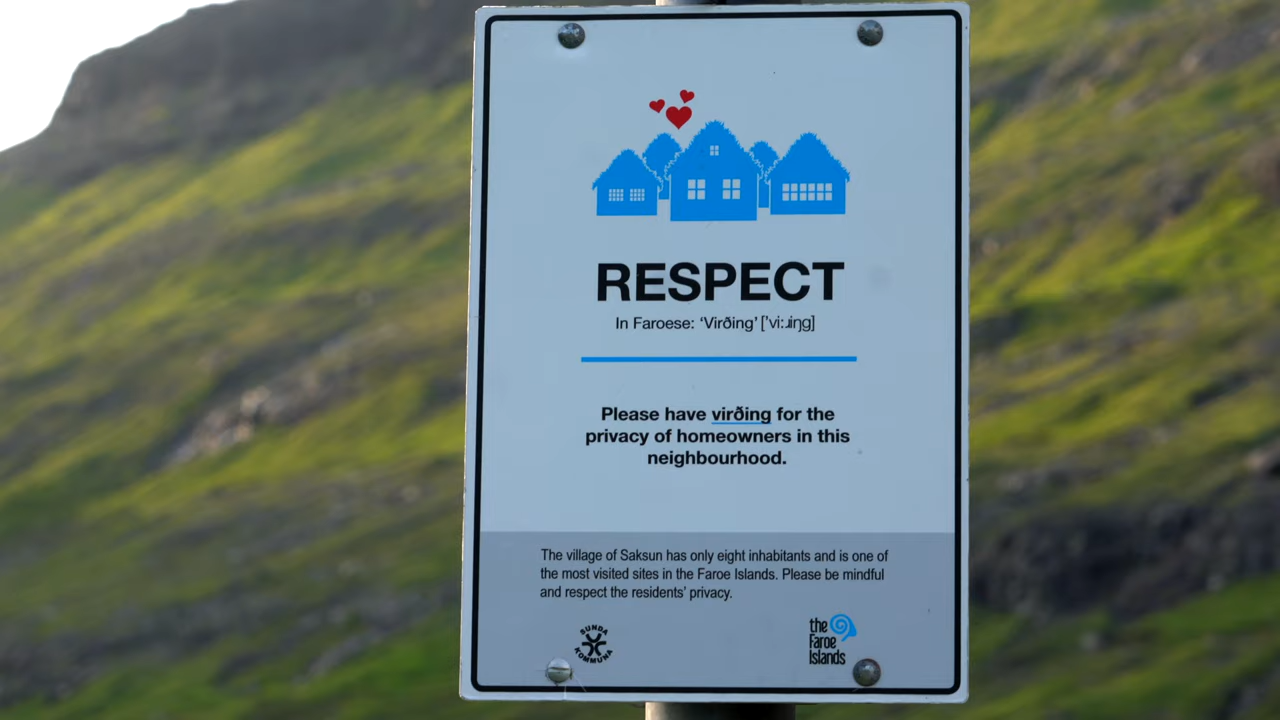 RESPECT
In Faroese: ‘Virðing’ ['vi:ɹiŋg]
Please have virðing for the
privacy of homeowners in this
neighbourhood.
The village of Saksun has only eight inhabitants and is one of
the most visited sites in the Faroe Islands. Please be mindful
and respect the residents’ privacy.
SUNDA
KOMMUNA
the
Faroe
Islands